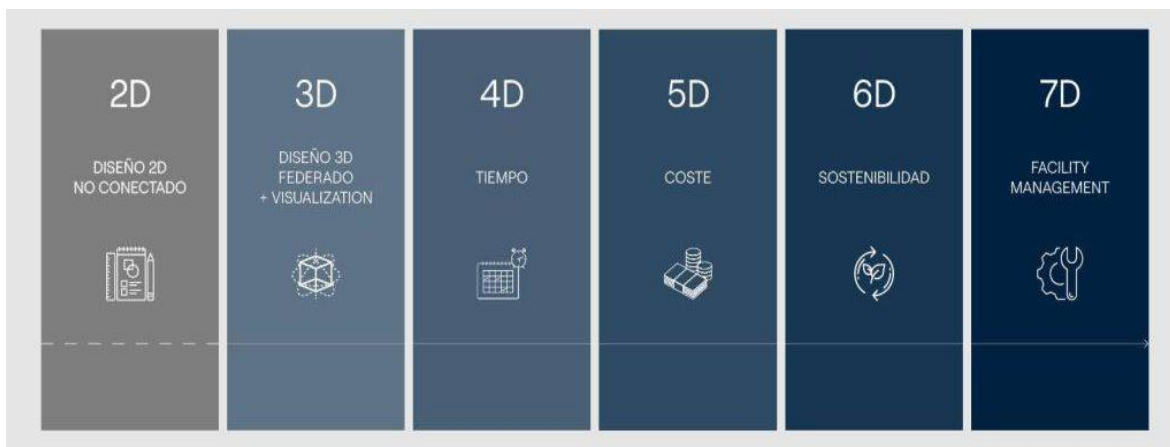 2D
DISEÑO 2D
NO CONECTADO
3D
DISEÑO 3D
FEDERADO
+ VISUALIZATION
4D
TIEMPO
5D
COSTE
6D
SOSTENIBILIDAD
7D
FACILITY
MANAGEMENT